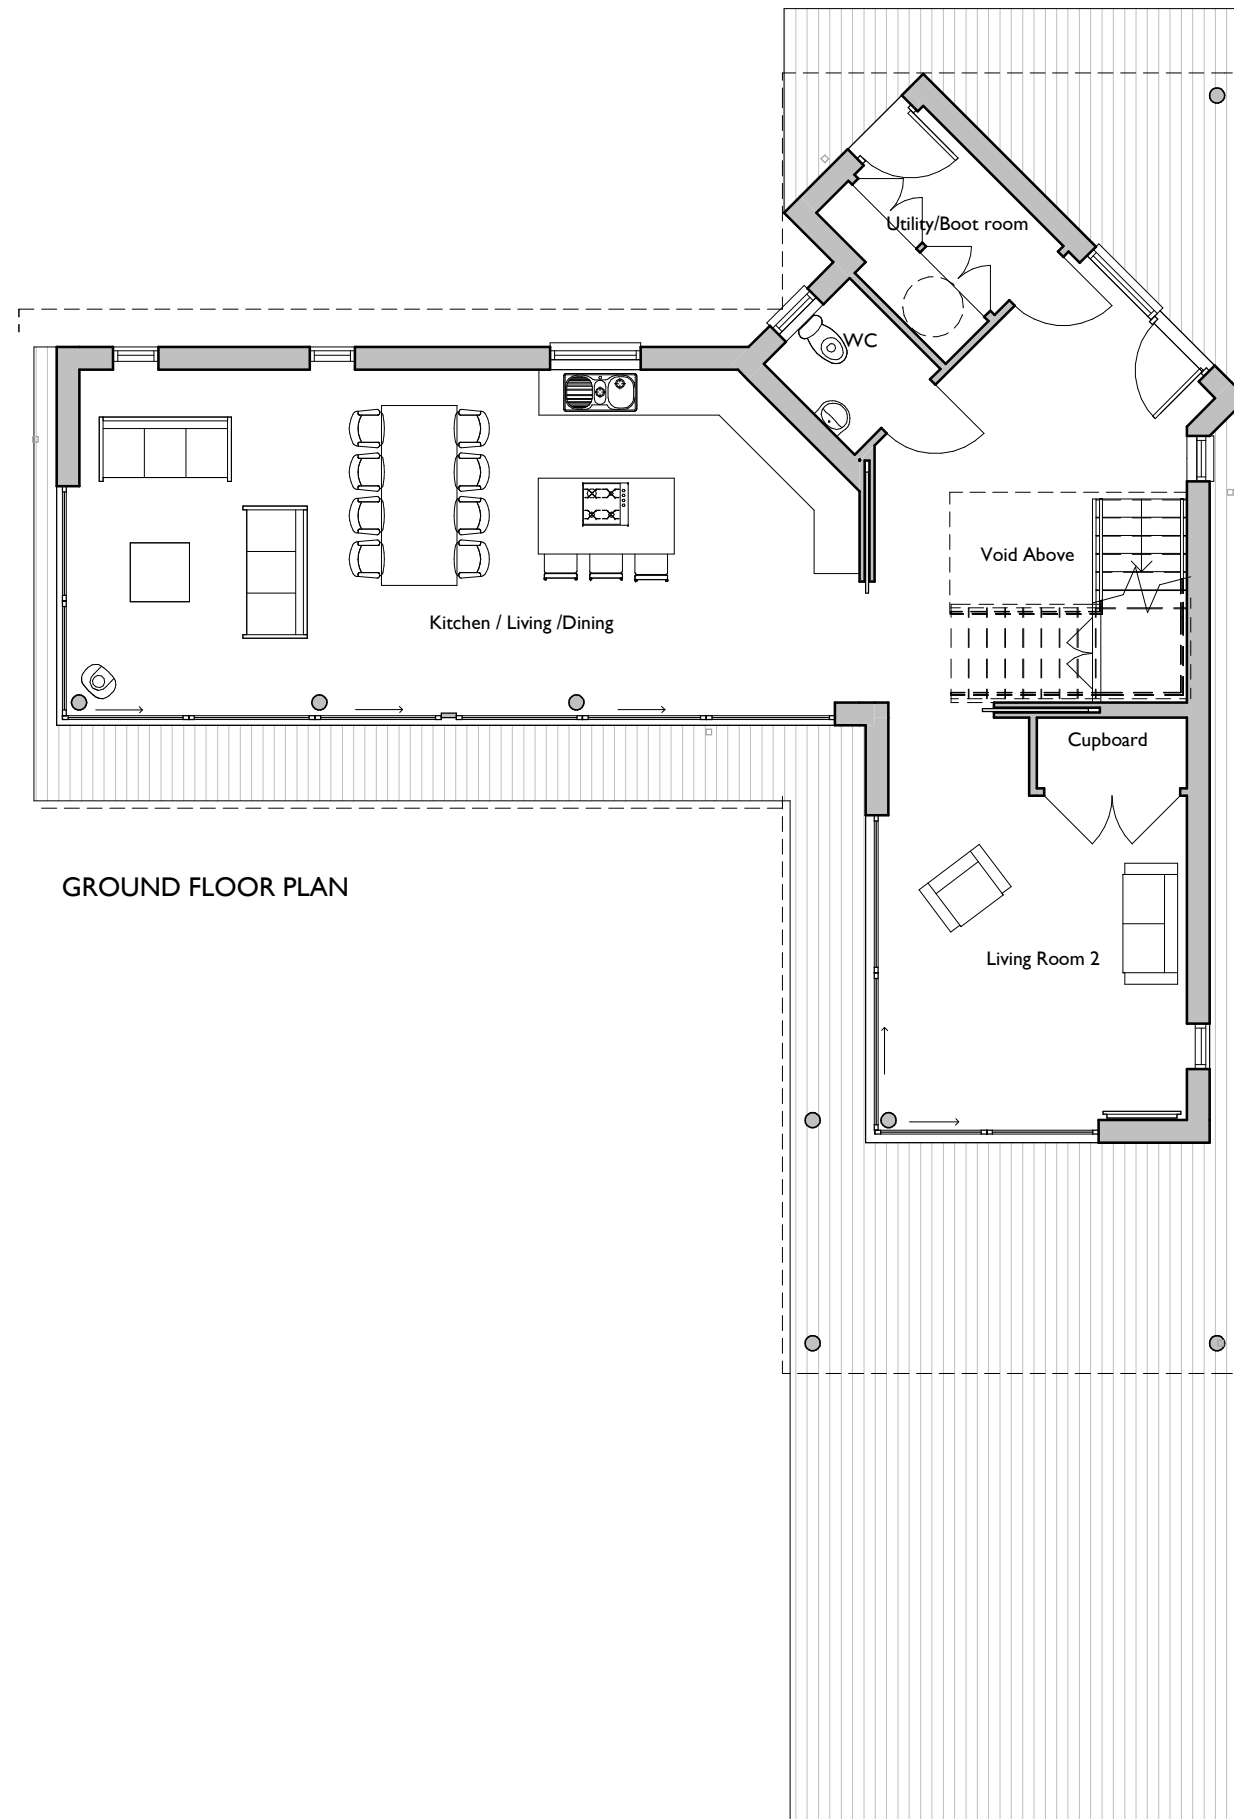 Utility/Boot room
WC
Void Above
Kitchen / Living /Dining
Cupboard
GROUND FLOOR PLAN
Living Room 2